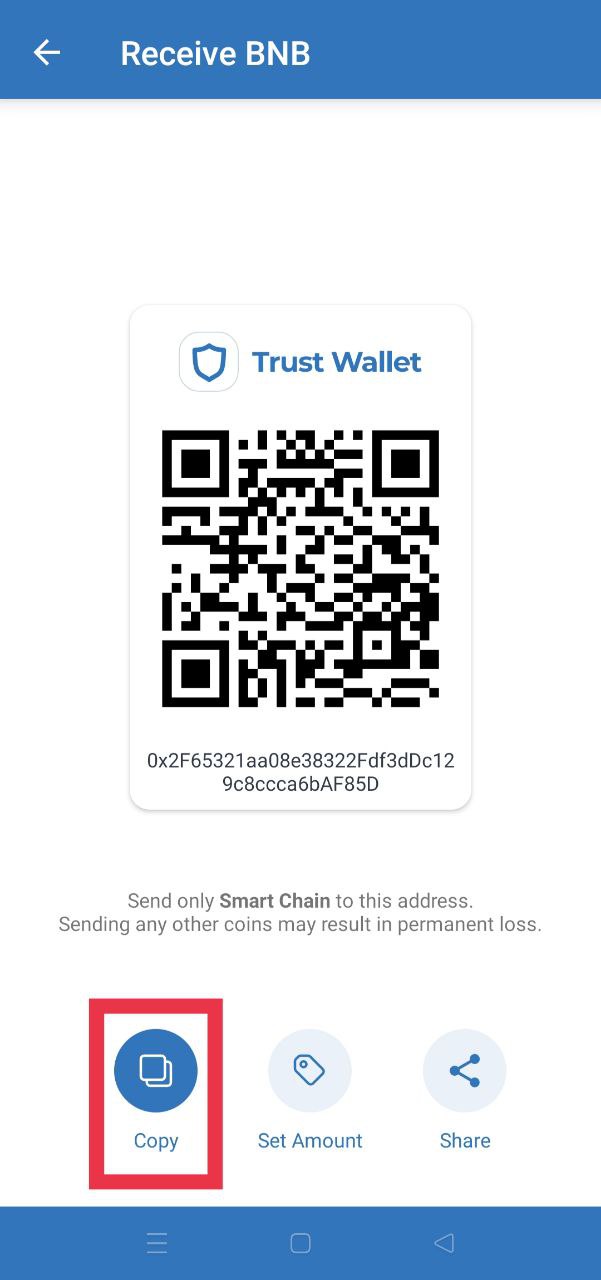 Receive BNB
Trust Wallet
0x2F65321aa08e38322Fdf3dDc12
9c8ccca6bAF85D
Send only Smart Chain to this address.
Sending any other coins may result in permanent loss.
Copy
Set Amount
Share